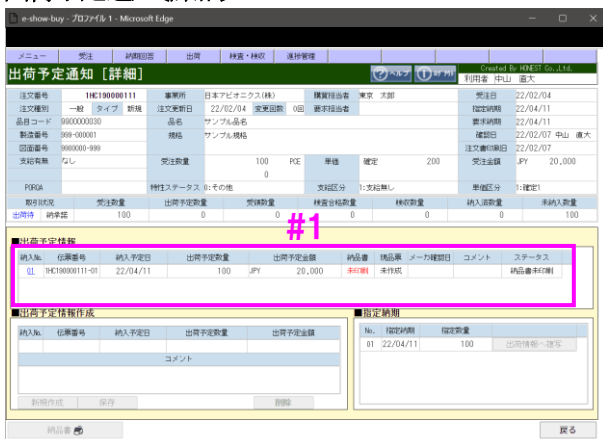 e-show-buy - プロファイル 1 - Microsoft Edge
メニュー 受注 納期回答 出荷 検査・検収 進捗管理
出荷予定通知 [詳細]
ヘルプ
Created By HONEST Co.,Ltd.
利用者 中山 直大
注文番号 1HC190000111 事業所 日本アビオニクス(株) 購買担当者 東京 太郎 受注日 22/02/04
注文種別 一般 タイプ 新規 注文更新日 22/02/04 変更回数 0回 要求担当者 指定納期 22/04/11
品目コード 9900000030 品名 サンプル品名 要求納期 22/04/11
製造番号 999-000001 規格 サンプル規格 確認日 22/02/07 中山 直大
図面番号 9900000-999 注文書印刷日 22/02/07
支給有無 なし 受注数量 100 PCE 単価 確定 200 受注金額 JPY 20,000
0
PORQA 特性ステータス 0:その他 支給区分 1:支給無し 単価区分 1:確定1
取引状況 受注数量 出荷予定数量 受領数量 検査合格数量 検収数量 納入済数量 未納入数量
出荷待 納承諾 100 0 0 0 0 0 100
#1
■出荷予定情報
納入No. 伝票番号 納入予定日 出荷予定数量 出荷予定金額 納品書 現品票 メーカ確認日 コメント ステータス
01 1HC190000111-01 22/04/11 100 JPY 20,000 未印刷 未作成 納品書未印刷
■出荷予定情報作成
納入No. 伝票番号 納入予定日 出荷予定数量 出荷予定金額
コメント
新規作成 保存 削除
■指定納期
No. 指定納期 指定数量
01 22/04/11 100 出荷情報へ複写
納品書
戻る